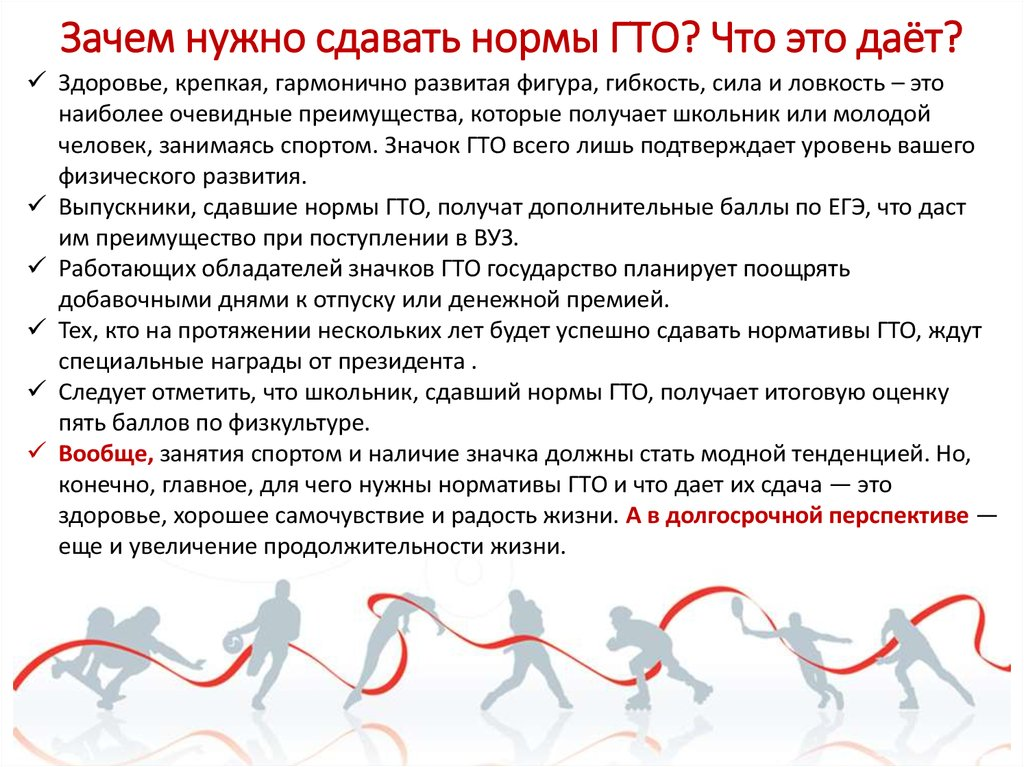 Зачем нужно сдавать нормы ГТО? Что это даёт?
✓ Здоровье, крепкая, гармонично развитая фигура, гибкость, сила и ловкость – это
наиболее очевидные преимущества, которые получает школьник или молодой
человек, занимаясь спортом. Значок ГТО всего лишь подтверждает уровень вашего
физического развития.
✓ Выпускники, сдавшие нормы ГТО, получат дополнительные баллы по ЕГЭ, что даст
им преимущество при поступлении в ВУЗ.
✓ Работающих обладателей значков ГТО государство планирует поощрять
добавочными днями к отпуску или денежной премией.
✓ Тех, кто на протяжении нескольких лет будет успешно сдавать нормативы ГТО, ждут
специальные награды от президента .
✓ Следует отметить, что школьник, сдавший нормы ГТО, получает итоговую оценку
пять баллов по физкультуре.
✓ Вообще, занятия спортом и наличие значка должны стать модной тенденцией. Но,
конечно, главное, для чего нужны нормативы ГТО и что дает их сдача — это
здоровье, хорошее самочувствие и радость жизни. А в долгосрочной перспективе —
еще и увеличение продолжительности жизни.